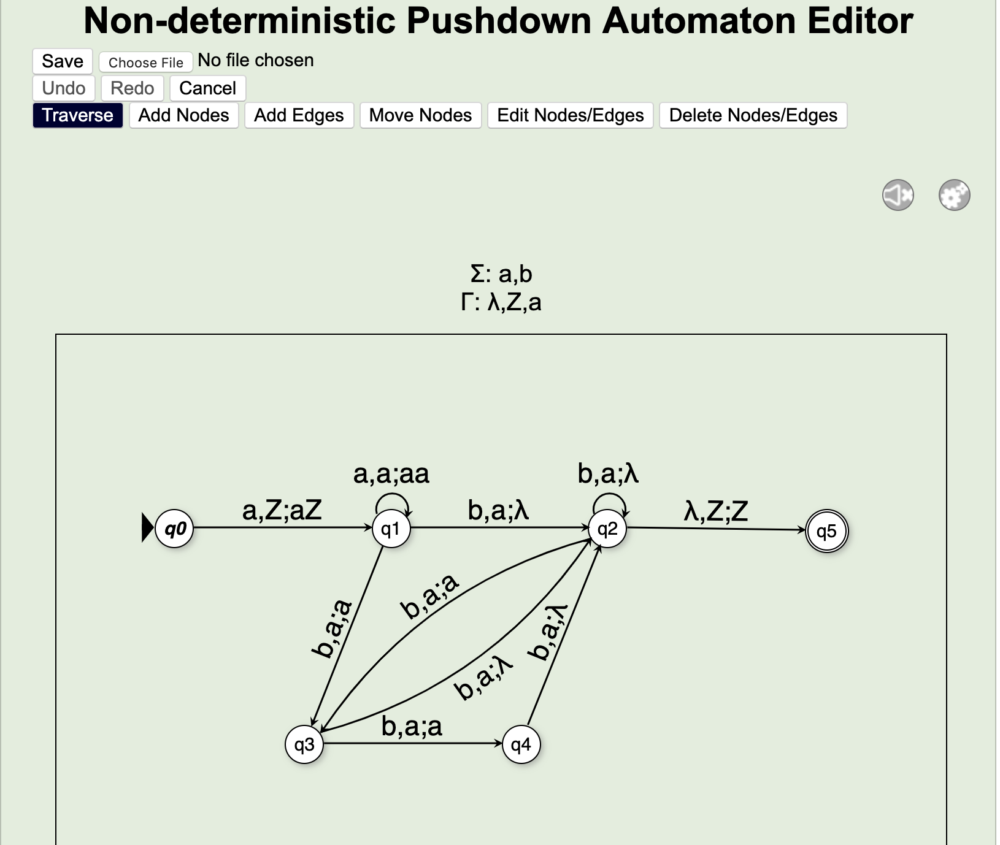 Non-deterministic Pushdown Automaton Editor
Save Choose File No file chosen
Undo Redo Cancel
Traverse Add Nodes Add Edges Move Nodes Edit Nodes/Edges Delete Nodes/Edges
Σ: a,b
Γ: λ,Z,a
a,a;aa
b,a;λ
a,Z;aZ
b,a;λ
λ,Z;Z
q0
q1
q2
q5
b,a;a
b,a;a
b,a;λ
b,a;λ
b,a;a
q3
q4